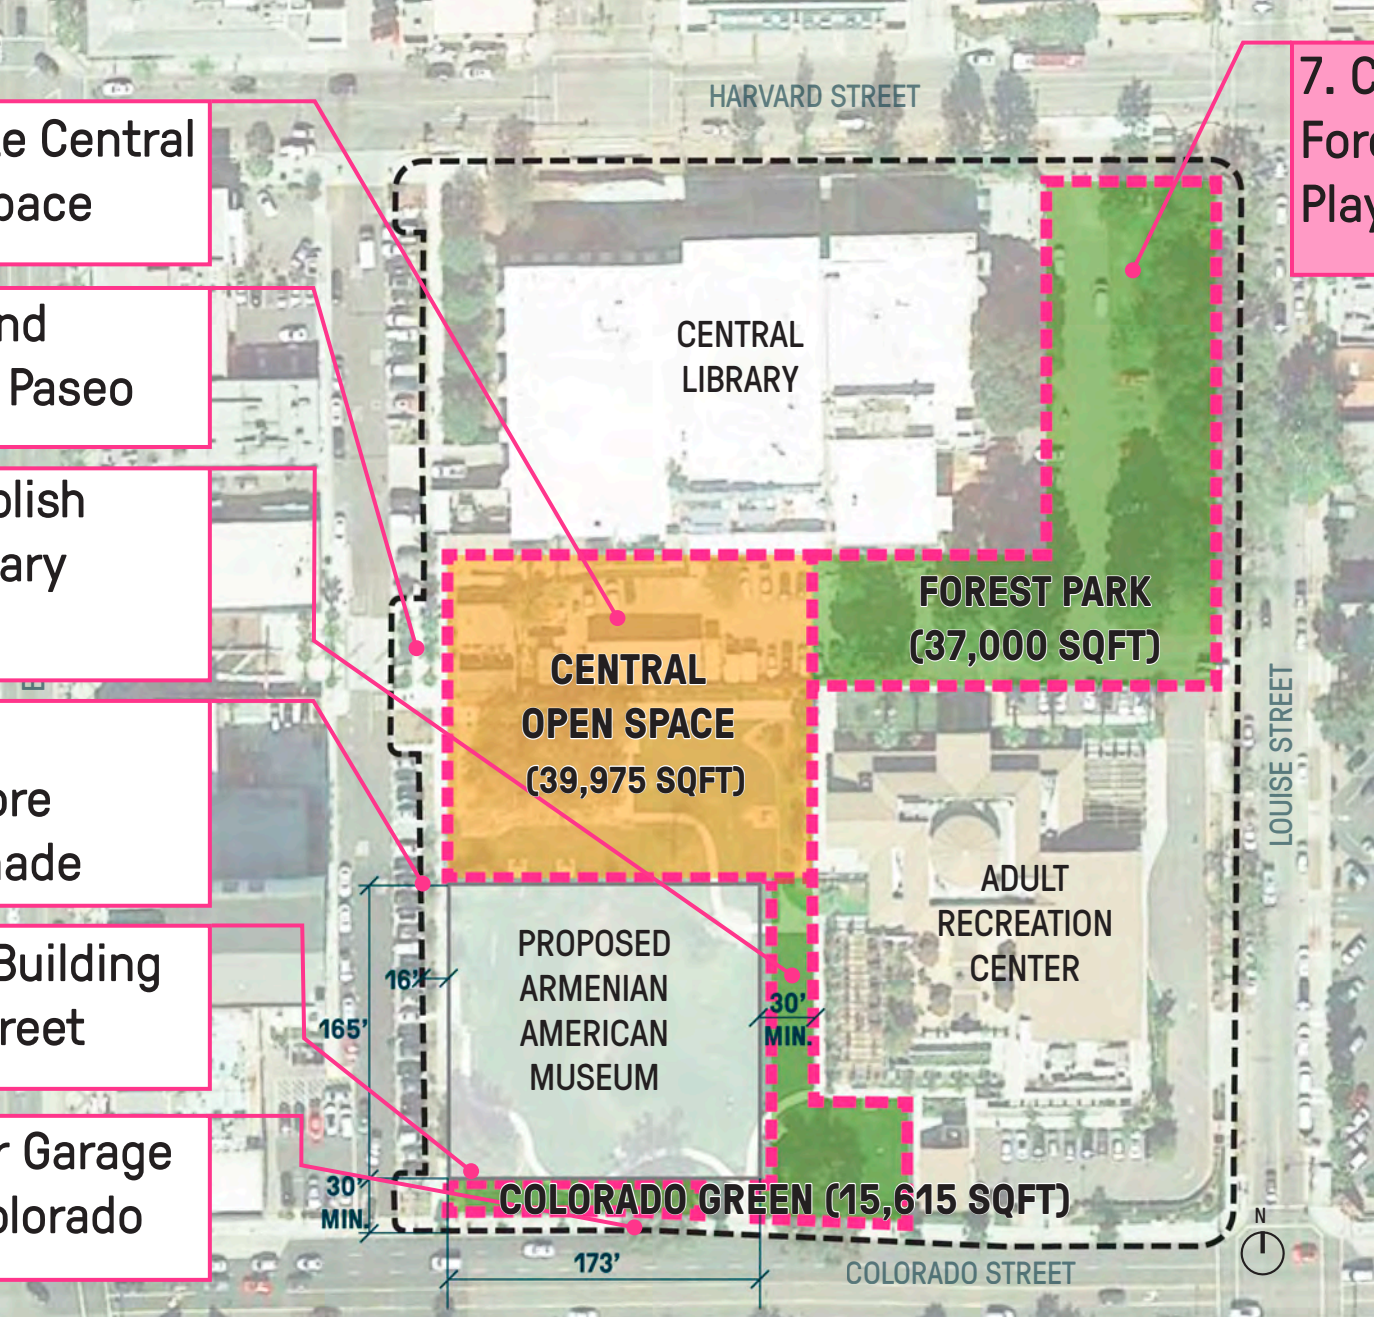 HARVARD STREET
e Central
pace
nd
Paseo
olish
ary
ore
ade
Building
reet
r Garage
olorado
7. C
Fore
Play
CENTRAL
LIBRARY
FOREST PARK
(37,000 SQFT)
CENTRAL
OPEN SPACE
(39,975 SQFT)
LOUISE STREET
ADULT
RECREATION
CENTER
PROPOSED
ARMENIAN
AMERICAN
MUSEUM
16'
165'
30'
MIN.
30'
MIN.
COLORADO GREEN (15,615 SQFT)
173'
COLORADO STREET
N